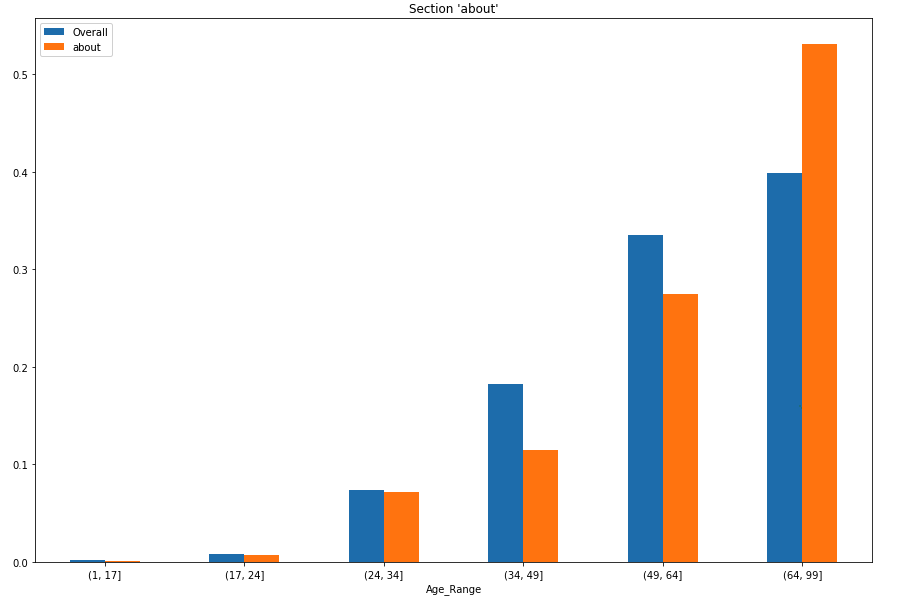 Section 'about'
Overall
about
0.5
0.4
0.3
0.2
0.1
0.0
(1, 17] (17, 24] (24, 34] (34, 49] (49, 64] (64, 99]
Age_Range